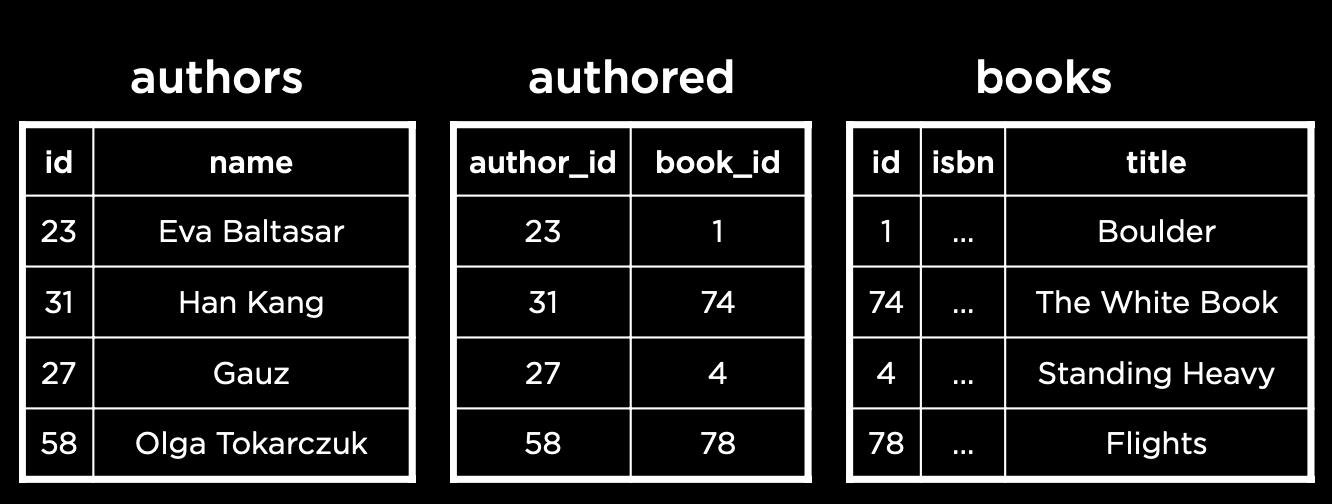 authors authored books
id name author_id book_id id isbn title
23 Eva Baltasar 23 1 1 ... Boulder
31 Han Kang 31 74 74 ... The White Book
27 Gauz 27 4 4 ... Standing Heavy
58 Olga Tokarczuk 58 78 78 ... Flights